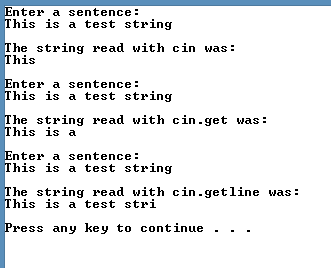 Enter a sentence:
This is a test string
The string read with cin was:
This
Enter a sentence:
This is a test string
The string read with cin.get was:
This is a
Enter a sentence:
This is a test string
The string read with cin.getline was:
This is a test stri
Press any key to continue . . .